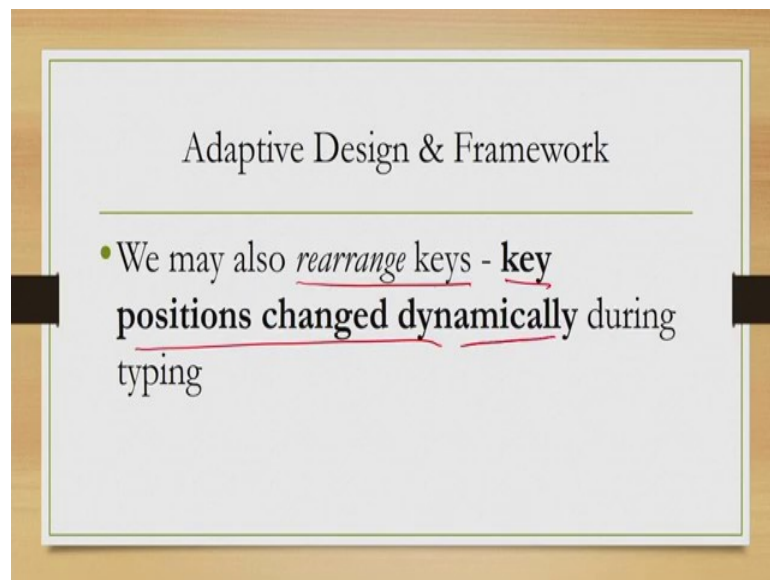 Adaptive Design & Framework
• We may also rearrange keys - key
positions changed dynamically during
typing